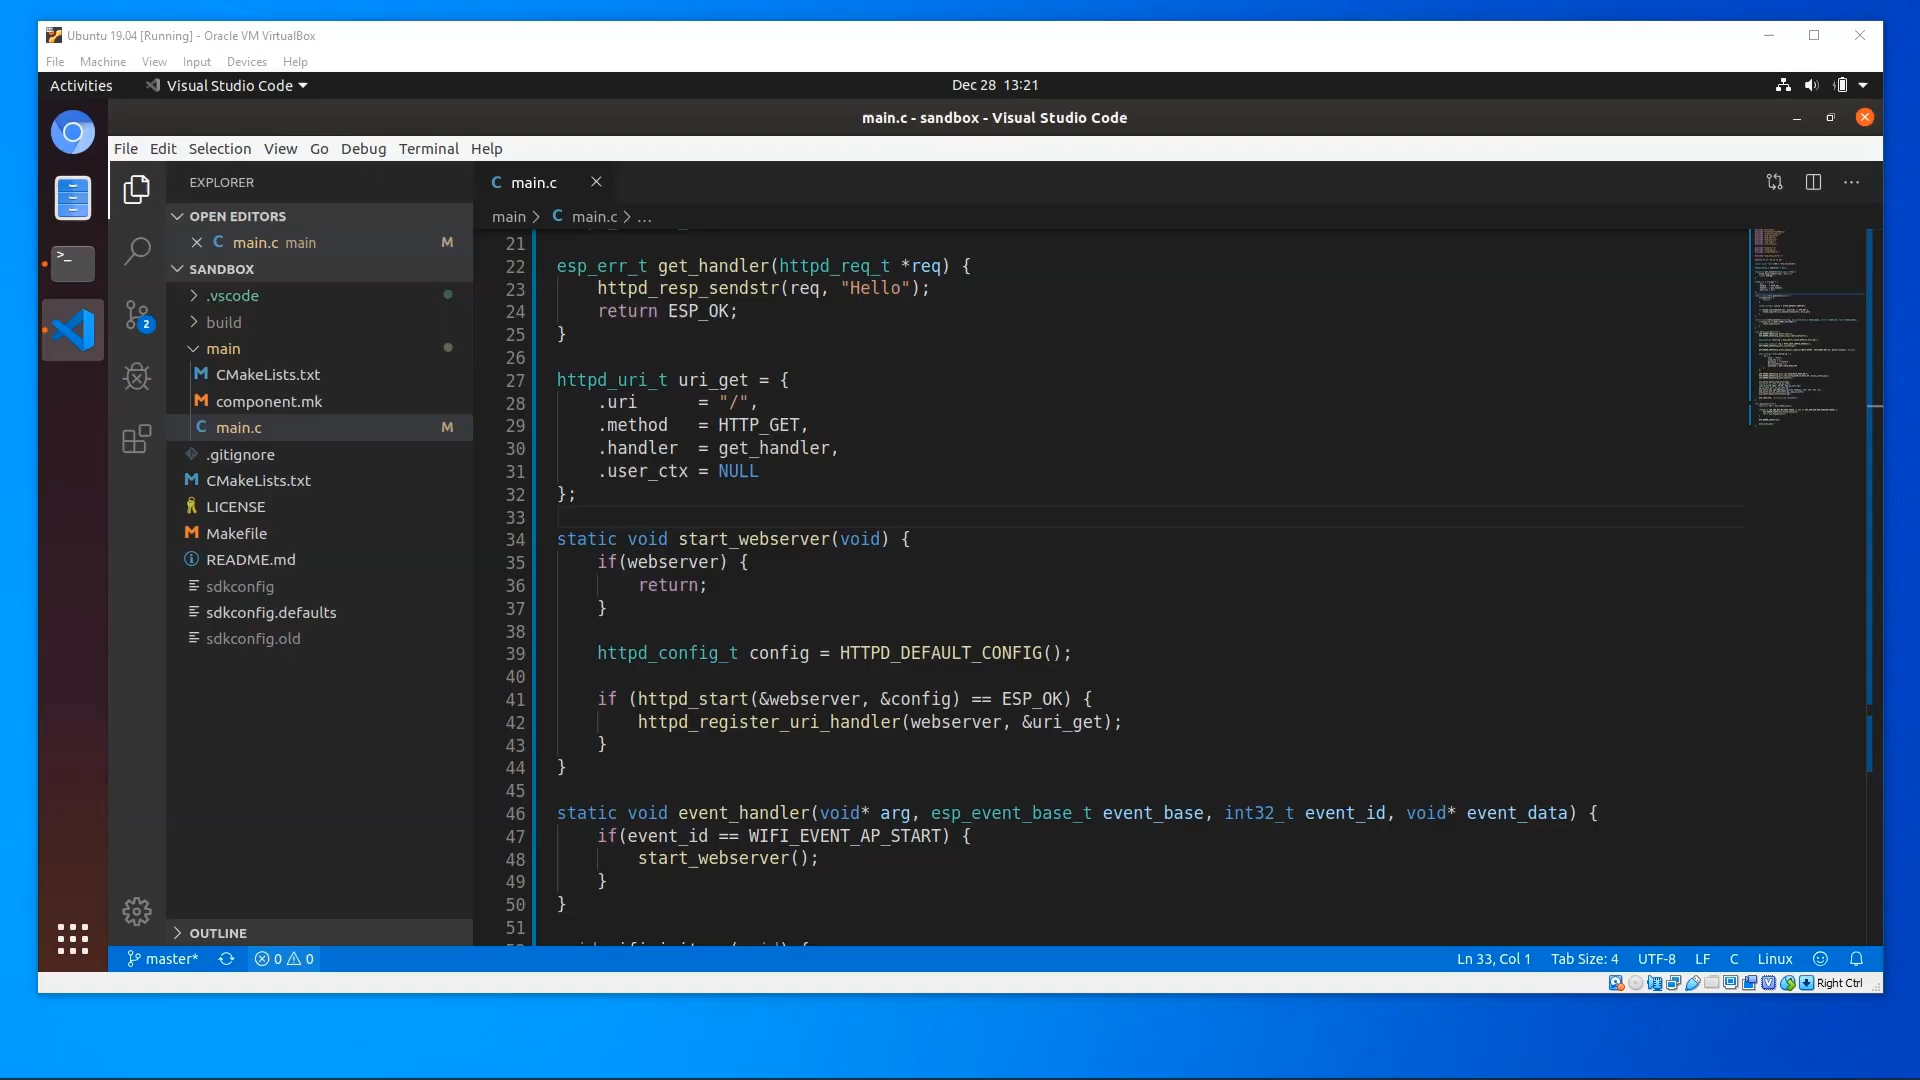 Ubuntu 19.04 [Running] - Oracle VM VirtualBox
File Machine View Input Devices Help
Activities Visual Studio Code Dec 28 13:21
main.c - sandbox - Visual Studio Code
File Edit Selection View Go Debug Terminal Help
EXPLORER
OPEN EDITORS
main.c main M
SANDBOX
.vscode
build
main
CMakeLists.txt
component.mk
main.c M
.gitignore
CMakeLists.txt
LICENSE
Makefile
README.md
sdkconfig
sdkconfig.defaults
sdkconfig.old
OUTLINE
2
C main.c
main > C main.c > ...
21
22 esp_err_t get_handler(httpd_req_t *req) {
23 httpd_resp_sendstr(req, "Hello");
24 return ESP_OK;
25 }
26
27 httpd_uri_t uri_get = {
28 .uri = "/",
29 .method = HTTP_GET,
30 .handler = get_handler,
31 .user_ctx = NULL
32 };
33
34 static void start_webserver(void) {
35 if(webserver) {
36 return;
37 }
38
39 httpd_config_t config = HTTPD_DEFAULT_CONFIG();
40
41 if (httpd_start(&webserver, &config) == ESP_OK) {
42 httpd_register_uri_handler(webserver, &uri_get);
43 }
44 }
45
46 static void event_handler(void* arg, esp_event_base_t event_base, int32_t event_id, void* event_data) {
47 if(event_id == WIFI_EVENT_AP_START) {
48 start_webserver();
49 }
50 }
51
master* 0 0 Ln 33, Col 1 Tab Size: 4 UTF-8 LF C Linux
Right Ctrl